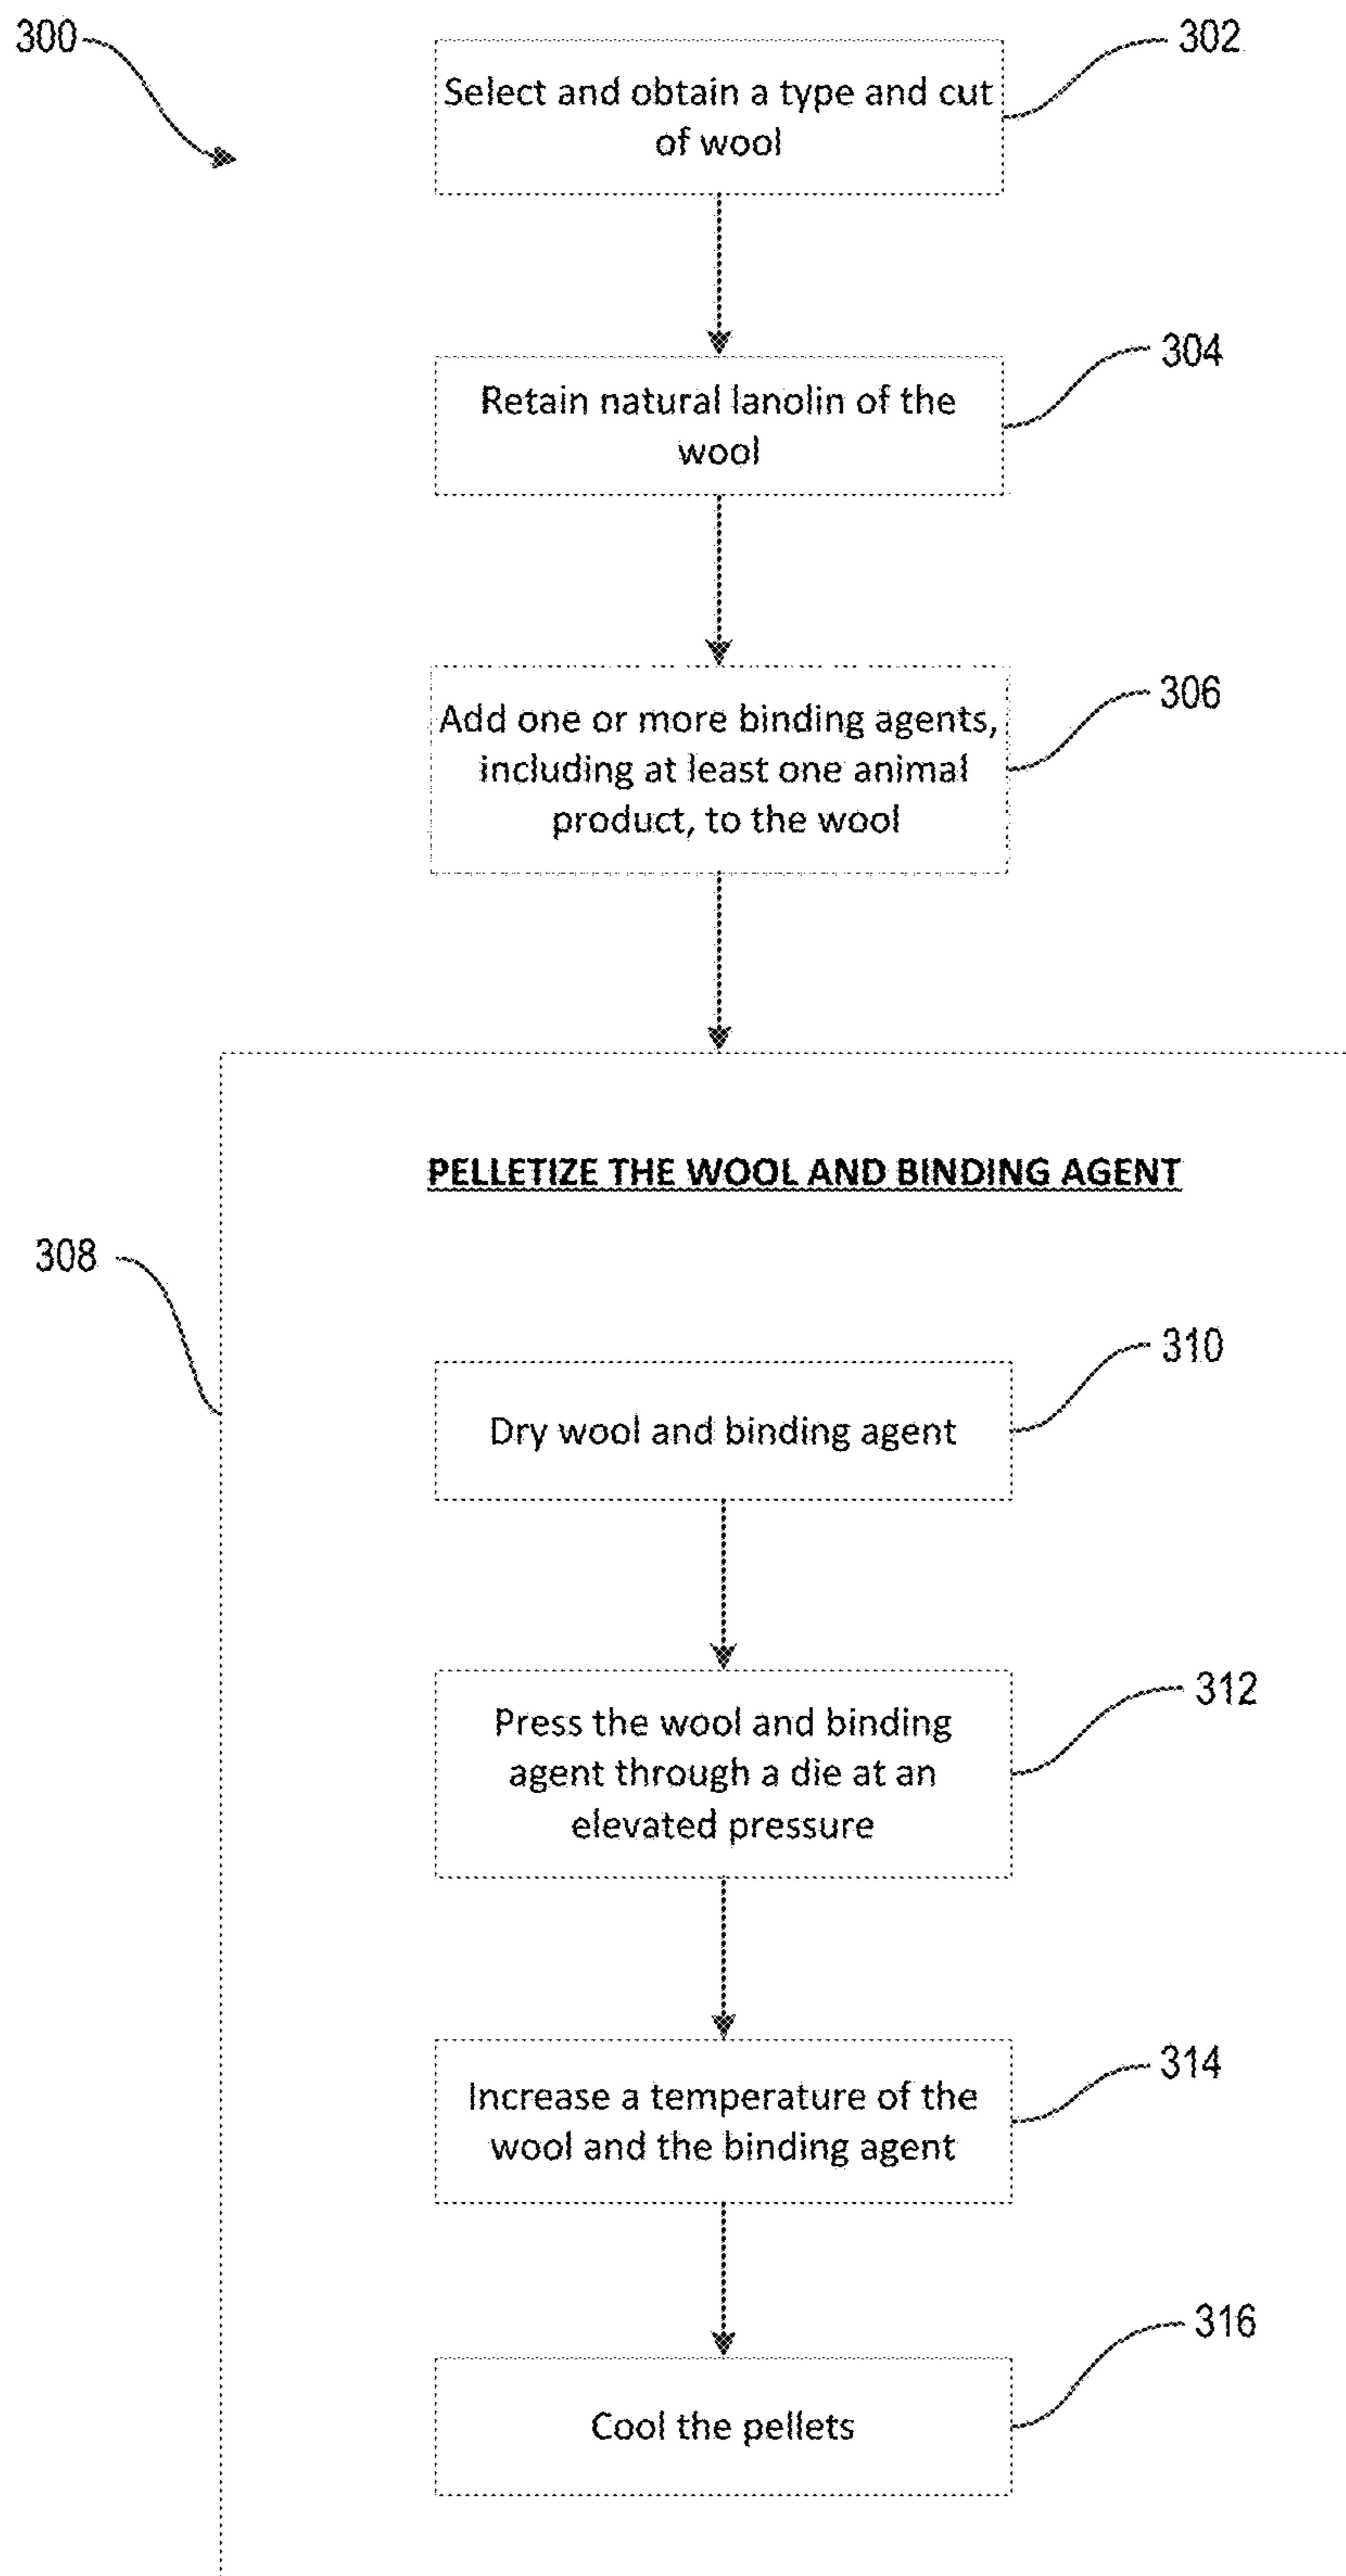 300
302
Select and obtain a type and cut
of wool
304
Retain natural lanolin of the
wool
306
Add one or more binding agents,
including at least one animal
product, to the wool
PELLETIZE THE WOOL AND BINDING AGENT
308
310
Dry wool and binding agent
312
Press the wool and binding
agent through a die at an
elevated pressure
314
Increase a temperature of the
wool and the binding agent
316
Cool the pellets